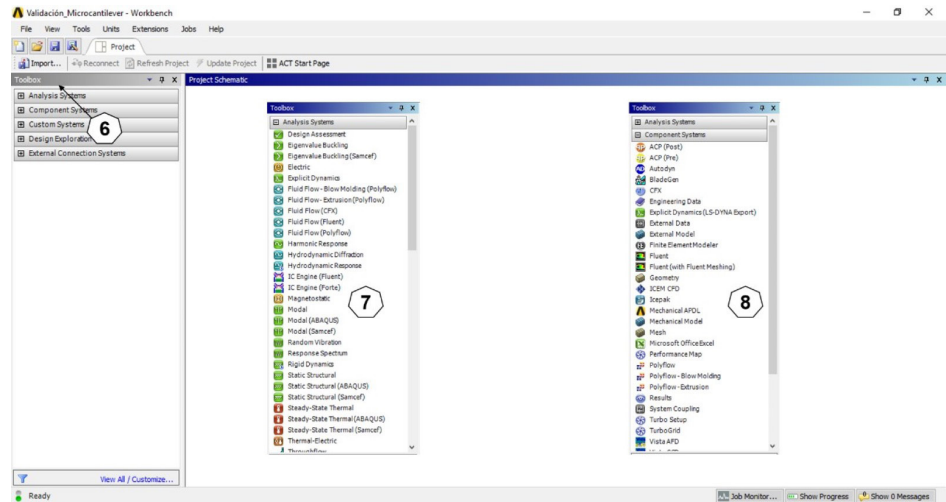 Validación_Microcantilever - Workbench
File View Tools Units Extensions Jobs Help
Project
Import... Reconnect Refresh Project Update Project ACT Start Page
Toolbox
Analysis Systems
Component Systems
Custom Systems
Design Exploration
External Connection Systems
6
View All / Customize...
Project Schematic
Toolbox
Analysis Systems
Design Assessment
Eigenvalue Buckling
Eigenvalue Buckling (Samcef)
Electric
Explicit Dynamics
Fluid Flow - Blow Molding (Polyflow)
Fluid Flow - Extrusion (Polyflow)
Fluid Flow (CFX)
Fluid Flow (Fluent)
Fluid Flow (Polyflow)
Harmonic Response
Hydrodynamic Diffraction
Hydrodynamic Response
IC Engine (Fluent)
IC Engine (Forte)
Magnetostatic
Modal
Modal (ABAQUS)
Modal (Samcef)
Random Vibration
Response Spectrum
Rigid Dynamics
Static Structural
Static Structural (ABAQUS)
Static Structural (Samcef)
Steady-State Thermal
Steady-State Thermal (ABAQUS)
Steady-State Thermal (Samcef)
Thermal-Electric
Throughflow
7
Toolbox
Analysis Systems
Component Systems
ACP (Post)
ACP (Pre)
Autodyn
BladeGen
CFX
Engineering Data
Explicit Dynamics (LS-DYNA Export)
External Data
External Model
Finite Element Modeler
Fluent
Fluent (with Fluent Meshing)
Geometry
ICEM CFD
Icepak
Mechanical APDL
Mechanical Model
Mesh
Microsoft Office Excel
Performance Map
Polyflow
Polyflow - Blow Molding
Polyflow - Extrusion
Results
System Coupling
Turbo Setup
TurboGrid
Vista AFD
8
Ready
Job Monitor... Show Progress Show 0 Messages